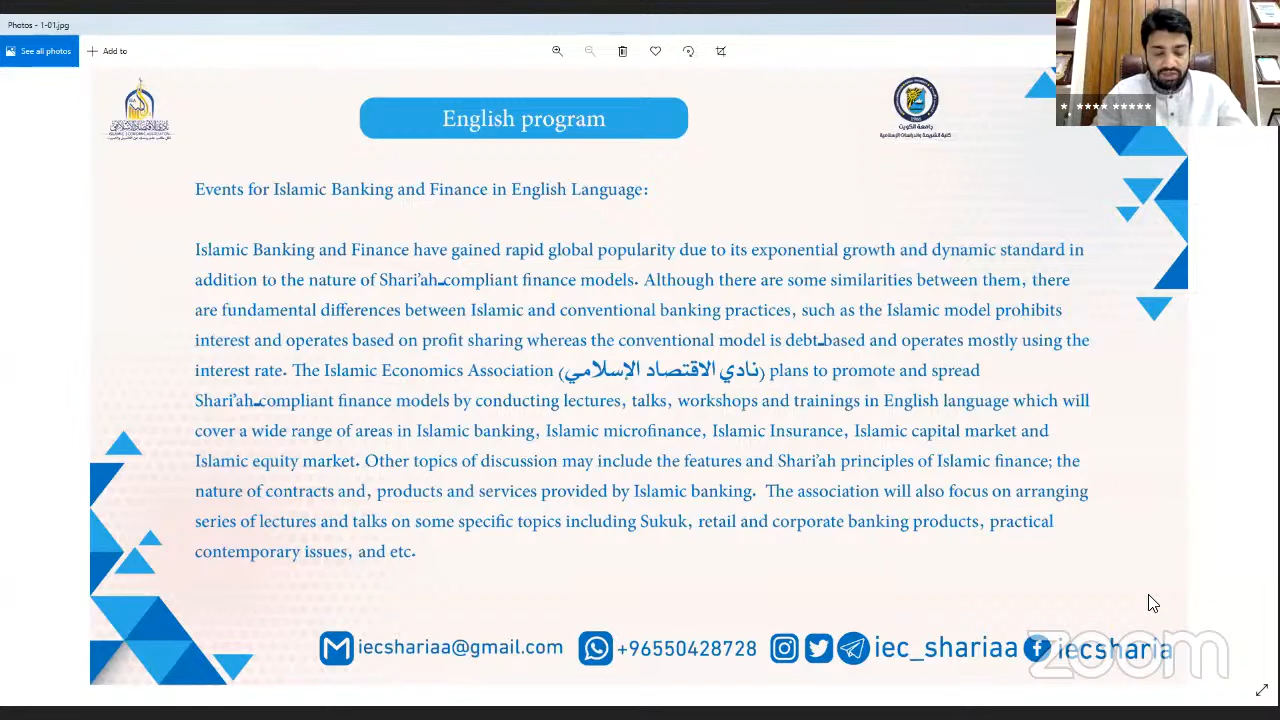 Photos - 1-01.jpg
See all photos
Add to
* **** *****
ISLAMIC ECONOMIC ASSOCIATION
English program
1966
جامعة الكويت
كلية الشريعة والدراسات الإسلامية
Events for Islamic Banking and Finance in English Language:
Islamic Banking and Finance have gained rapid global popularity due to its exponential growth and dynamic standard in
addition to the nature of Shari'ah-compliant finance models. Although there are some similarities between them, there
are fundamental differences between Islamic and conventional banking practices, such as the Islamic model prohibits
interest and operates based on profit sharing whereas the conventional model is debt-based and operates mostly using the
interest rate. The Islamic Economics Association (نادي الاقتصاد الإسلامي) plans to promote and spread
Shari'ah-compliant finance models by conducting lectures, talks, workshops and trainings in English language which will
cover a wide range of areas in Islamic banking, Islamic microfinance, Islamic Insurance, Islamic capital market and
Islamic equity market. Other topics of discussion may include the features and Shari'ah principles of Islamic finance; the
nature of contracts and, products and services provided by Islamic banking.  The association will also focus on arranging
series of lectures and talks on some specific topics including Sukuk, retail and corporate banking products, practical
contemporary issues, and etc.
iecshariaa@gmail.com +96550428728 iec_shariaa iecsharia
zoom